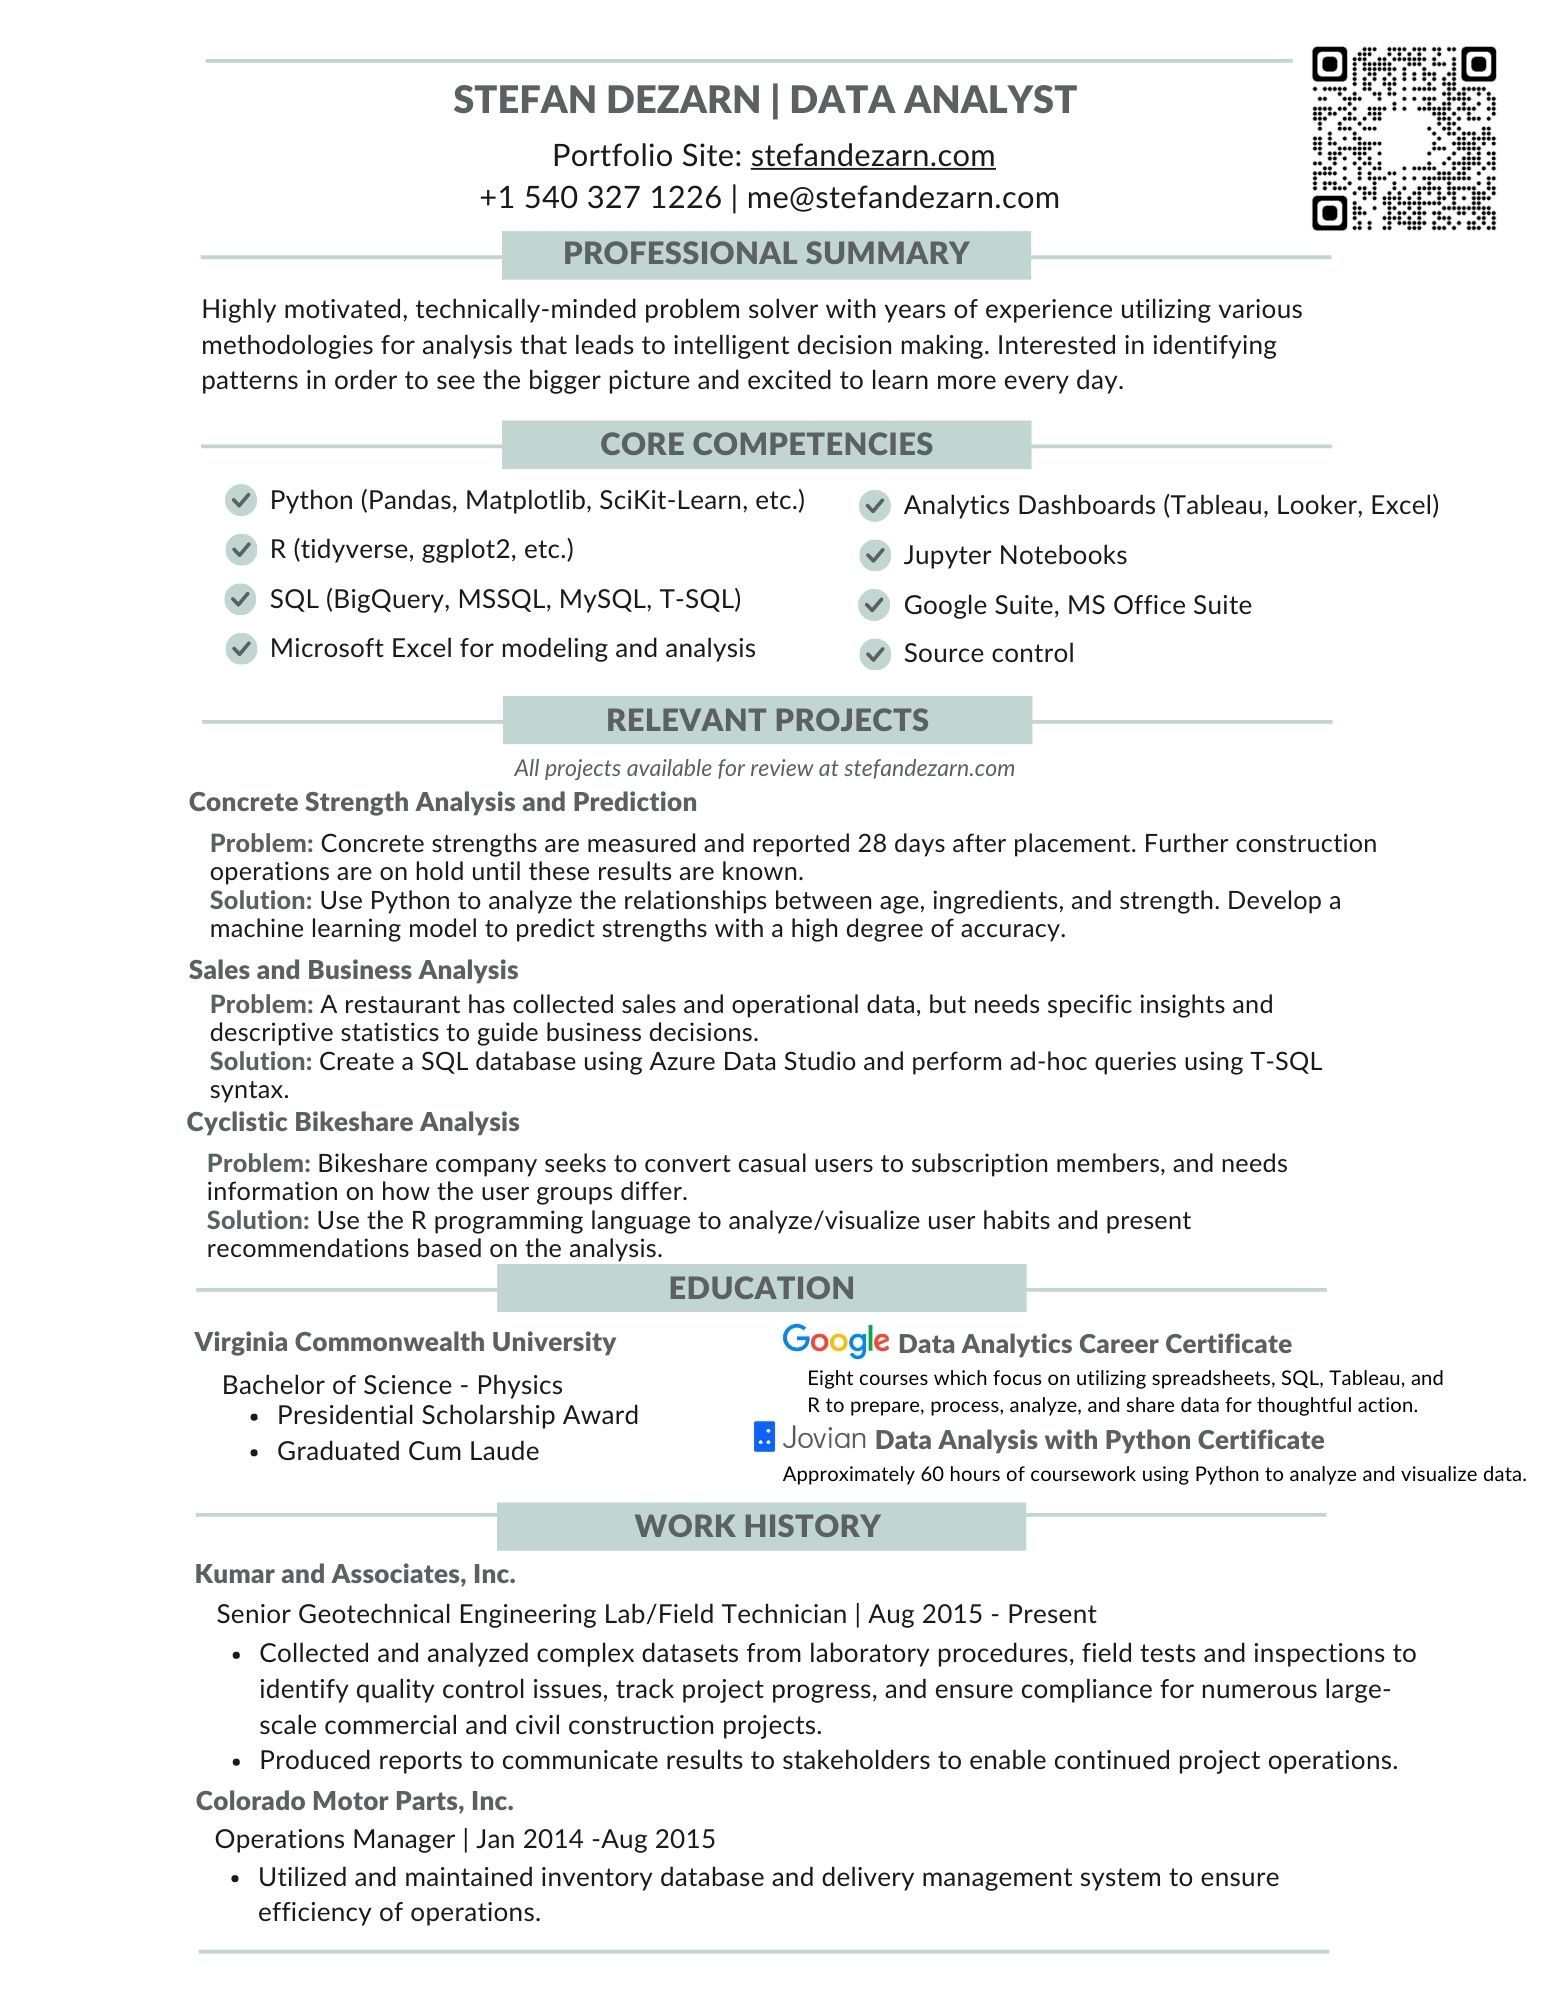 STEFAN DEZARN | DATA ANALYST
Portfolio Site: stefandezarn.com
+1 540 327 1226 | me@stefandezarn.com
PROFESSIONAL SUMMARY
Highly motivated, technically-minded problem solver with years of experience utilizing various
methodologies for analysis that leads to intelligent decision making. Interested in identifying
patterns in order to see the bigger picture and excited to learn more every day.
CORE COMPETENCIES
Python (Pandas, Matplotlib, SciKit-Learn, etc.)
R (tidyverse, ggplot2, etc.)
SQL (BigQuery, MSSQL, MySQL, T-SQL)
Microsoft Excel for modeling and analysis
Analytics Dashboards (Tableau, Looker, Excel)
Jupyter Notebooks
Google Suite, MS Office Suite
Source control
RELEVANT PROJECTS
All projects available for review at stefandezarn.com
Concrete Strength Analysis and Prediction
Problem: Concrete strengths are measured and reported 28 days after placement. Further construction
operations are on hold until these results are known.
Solution: Use Python to analyze the relationships between age, ingredients, and strength. Develop a
machine learning model to predict strengths with a high degree of accuracy.
Sales and Business Analysis
Problem: A restaurant has collected sales and operational data, but needs specific insights and
descriptive statistics to guide business decisions.
Solution: Create a SQL database using Azure Data Studio and perform ad-hoc queries using T-SQL
syntax.
Cyclistic Bikeshare Analysis
Problem: Bikeshare company seeks to convert casual users to subscription members, and needs
information on how the user groups differ.
Solution: Use the R programming language to analyze/visualize user habits and present
recommendations based on the analysis.
EDUCATION
Virginia Commonwealth University
Bachelor of Science - Physics
• Presidential Scholarship Award
• Graduated Cum Laude
Google Data Analytics Career Certificate
Eight courses which focus on utilizing spreadsheets, SQL, Tableau, and
R to prepare, process, analyze, and share data for thoughtful action.
Jovian Data Analysis with Python Certificate
Approximately 60 hours of coursework using Python to analyze and visualize data.
WORK HISTORY
Kumar and Associates, Inc.
Senior Geotechnical Engineering Lab/Field Technician | Aug 2015 - Present
• Collected and analyzed complex datasets from laboratory procedures, field tests and inspections to
identify quality control issues, track project progress, and ensure compliance for numerous large-
scale commercial and civil construction projects.
• Produced reports to communicate results to stakeholders to enable continued project operations.
Colorado Motor Parts, Inc.
Operations Manager | Jan 2014 -Aug 2015
• Utilized and maintained inventory database and delivery management system to ensure
efficiency of operations.